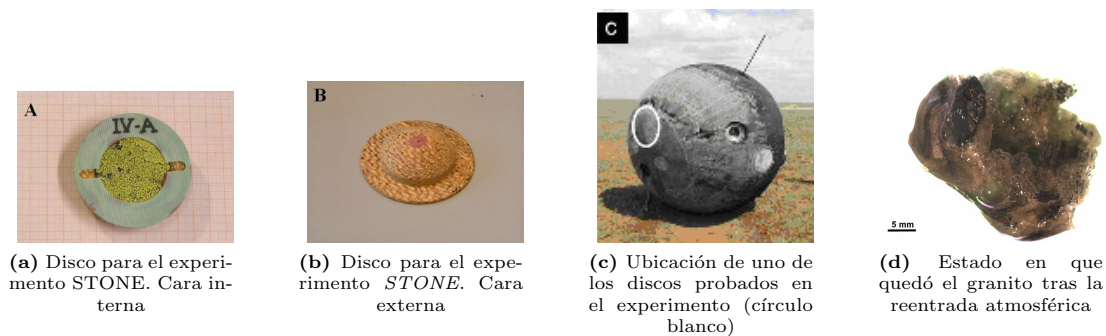 A
IV-A
B
C
5 mm
(a) Disco para el experi-
mento STONE. Cara in-
terna
(b) Disco para el expe-
rimento STONE. Cara
externa
(c) Ubicación de uno de
los discos probados en
el experimento (círculo
blanco)
(d) Estado en que
quedó el granito tras la
reentrada atmosférica